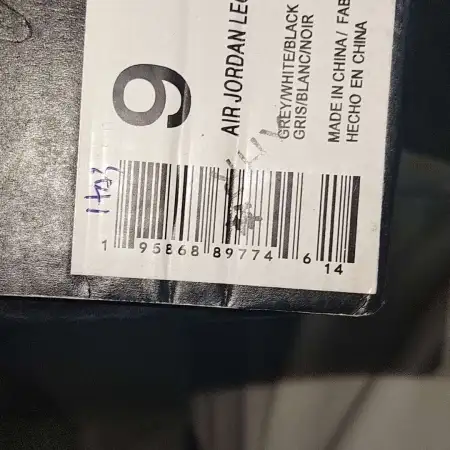 9
AIR JORDAN LEG
GREY/WHITE/BLACK
GRIS/BLANC/NOIR
MADE IN CHINA/ FAB
HECHO EN CHINA
1 95868 89774 6 14